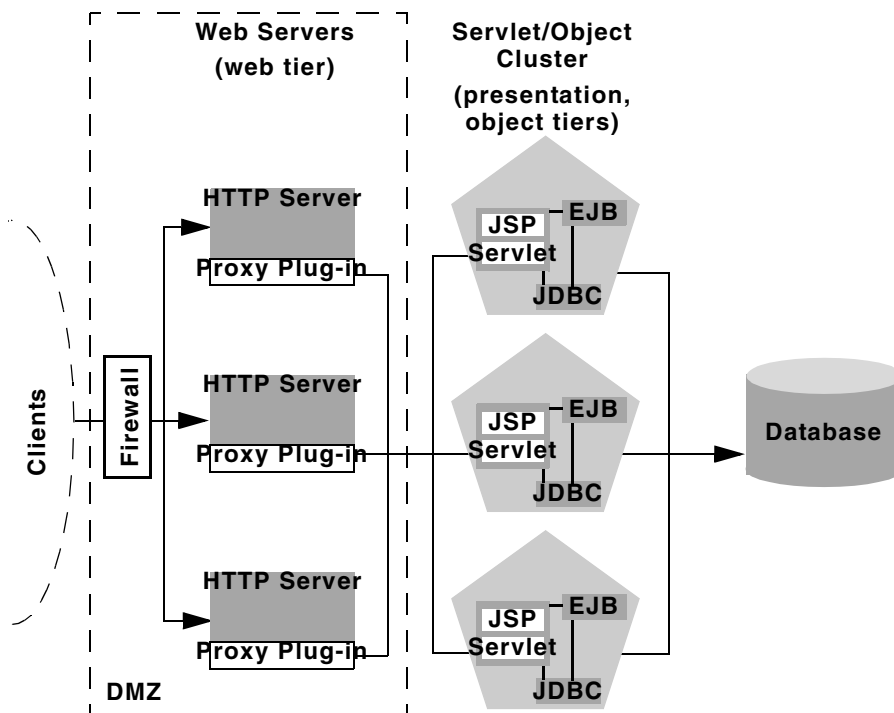 Web Servers
(web tier)
Servlet/Object
Cluster
(presentation,
object tiers)
Clients
Firewall
HTTP Server
Proxy Plug-in
HTTP Server
Proxy Plug-in
HTTP Server
Proxy Plug-in
DMZ
JSP
Servlet
EJB
JDBC
JSP
Servlet
EJB
JDBC
JSP
Servlet
EJB
JDBC
Database